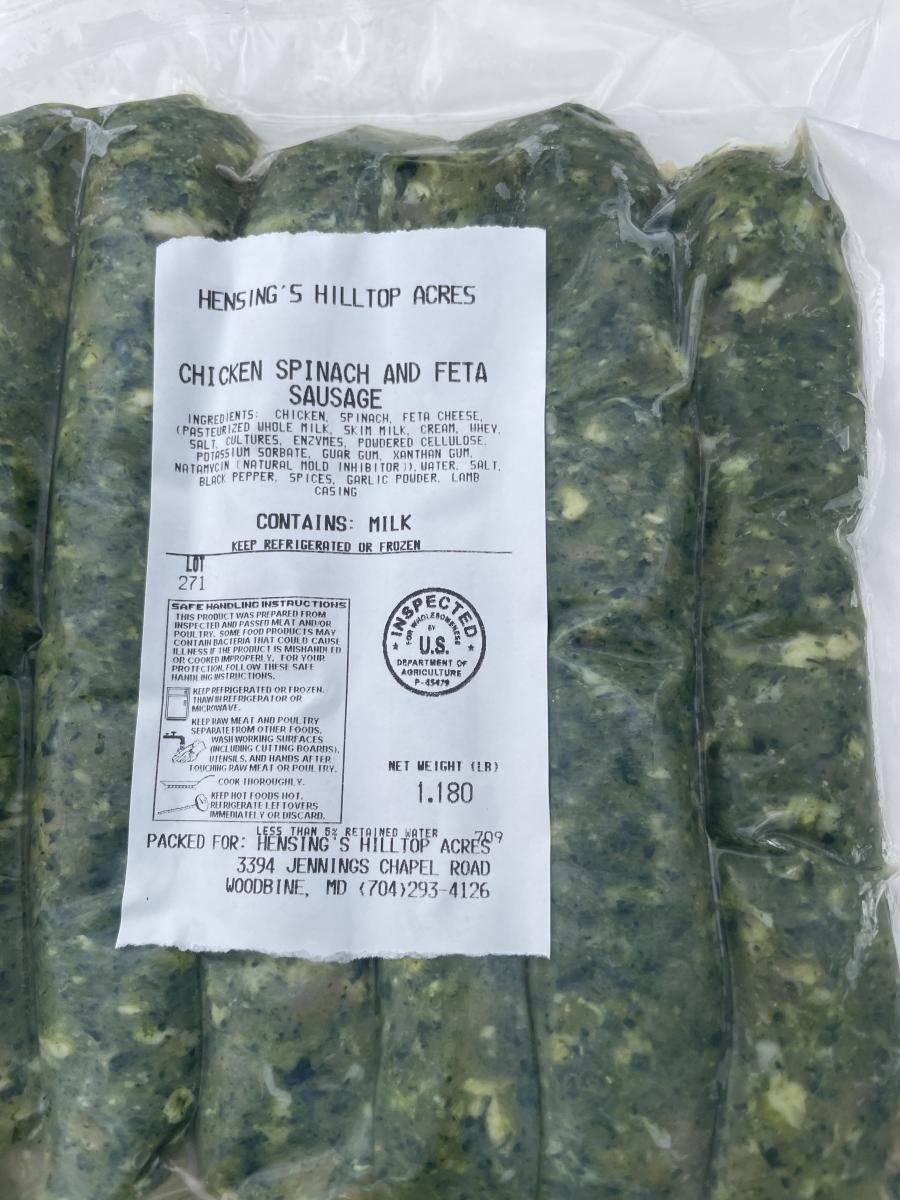 HENSING'S HILLTOP ACRES
CHICKEN SPINACH AND FETA
SAUSAGE
INGREDIENTS: CHICKEN, SPINACH, FETA CHEESE,
(PASTEURIZED WHOLE MILK, SKIM MILK, CREAM, WHEY,
SALT, CULTURES, ENZYMES, POWDERED CELLULOSE,
POTASSIUM SORBATE, GUAR GUM, XANTHAN GUM,
NATAMYCIN (NATURAL MOLD INHIBITOR)), WATER, SALT,
BLACK PEPPER, SPICES, GARLIC POWDER, LAMB
CASING
CONTAINS: MILK
KEEP REFRIGERATED OR FROZEN
LOT
271
SAFE HANDLING INSTRUCTIONS
THIS PRODUCT WAS PREPARED FROM
INSPECTED AND PASSED MEAT AND/OR
POULTRY. SOME FOOD PRODUCTS MAY
CONTAIN BACTERIA THAT COULD CAUSE
ILLNESS IF THE PRODUCT IS MISHANDLED
OR COOKED IMPROPERLY. FOR YOUR
PROTECTION, FOLLOW THESE SAFE
HANDLING INSTRUCTIONS.
KEEP REFRIGERATED OR FROZEN.
THAW IN REFRIGERATOR OR
MICROWAVE.
KEEP RAW MEAT AND POULTRY
SEPARATE FROM OTHER FOODS.
WASH WORKING SURFACES
(INCLUDING CUTTING BOARDS),
UTENSILS, AND HANDS AFTER
TOUCHING RAW MEAT OR POULTRY.
COOK THOROUGHLY.
KEEP HOT FOODS HOT.
REFRIGERATE LEFTOVERS
IMMEDIATELY OR DISCARD.
INSPECTED
FOR WHOLESOMENESS
BY
U.S.
DEPARTMENT OF
AGRICULTURE
P-45479
NET WEIGHT (LB)
1.180
LESS THAN 5% RETAINED WATER 709
PACKED FOR: HENSING'S HILLTOP ACRES
3394 JENNINGS CHAPEL ROAD
WOODBINE, MD (704)293-4126